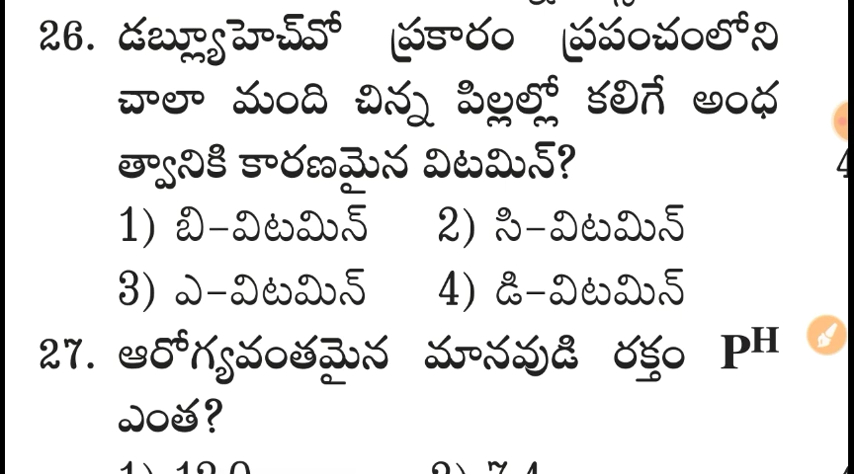 26. డబ్ల్యూహెచ్‌వో ప్రకారం ప్రపంచంలోని
చాలా మంది చిన్న పిల్లల్లో కలిగే అంధ
త్వానికి కారణమైన విటమిన్?
1) బి-విటమిన్ 2) సి-విటమిన్
3) ఎ-విటమిన్ 4) డి-విటమిన్
27. ఆరోగ్యవంతమైన మానవుడి రక్తం PH
ఎంత?